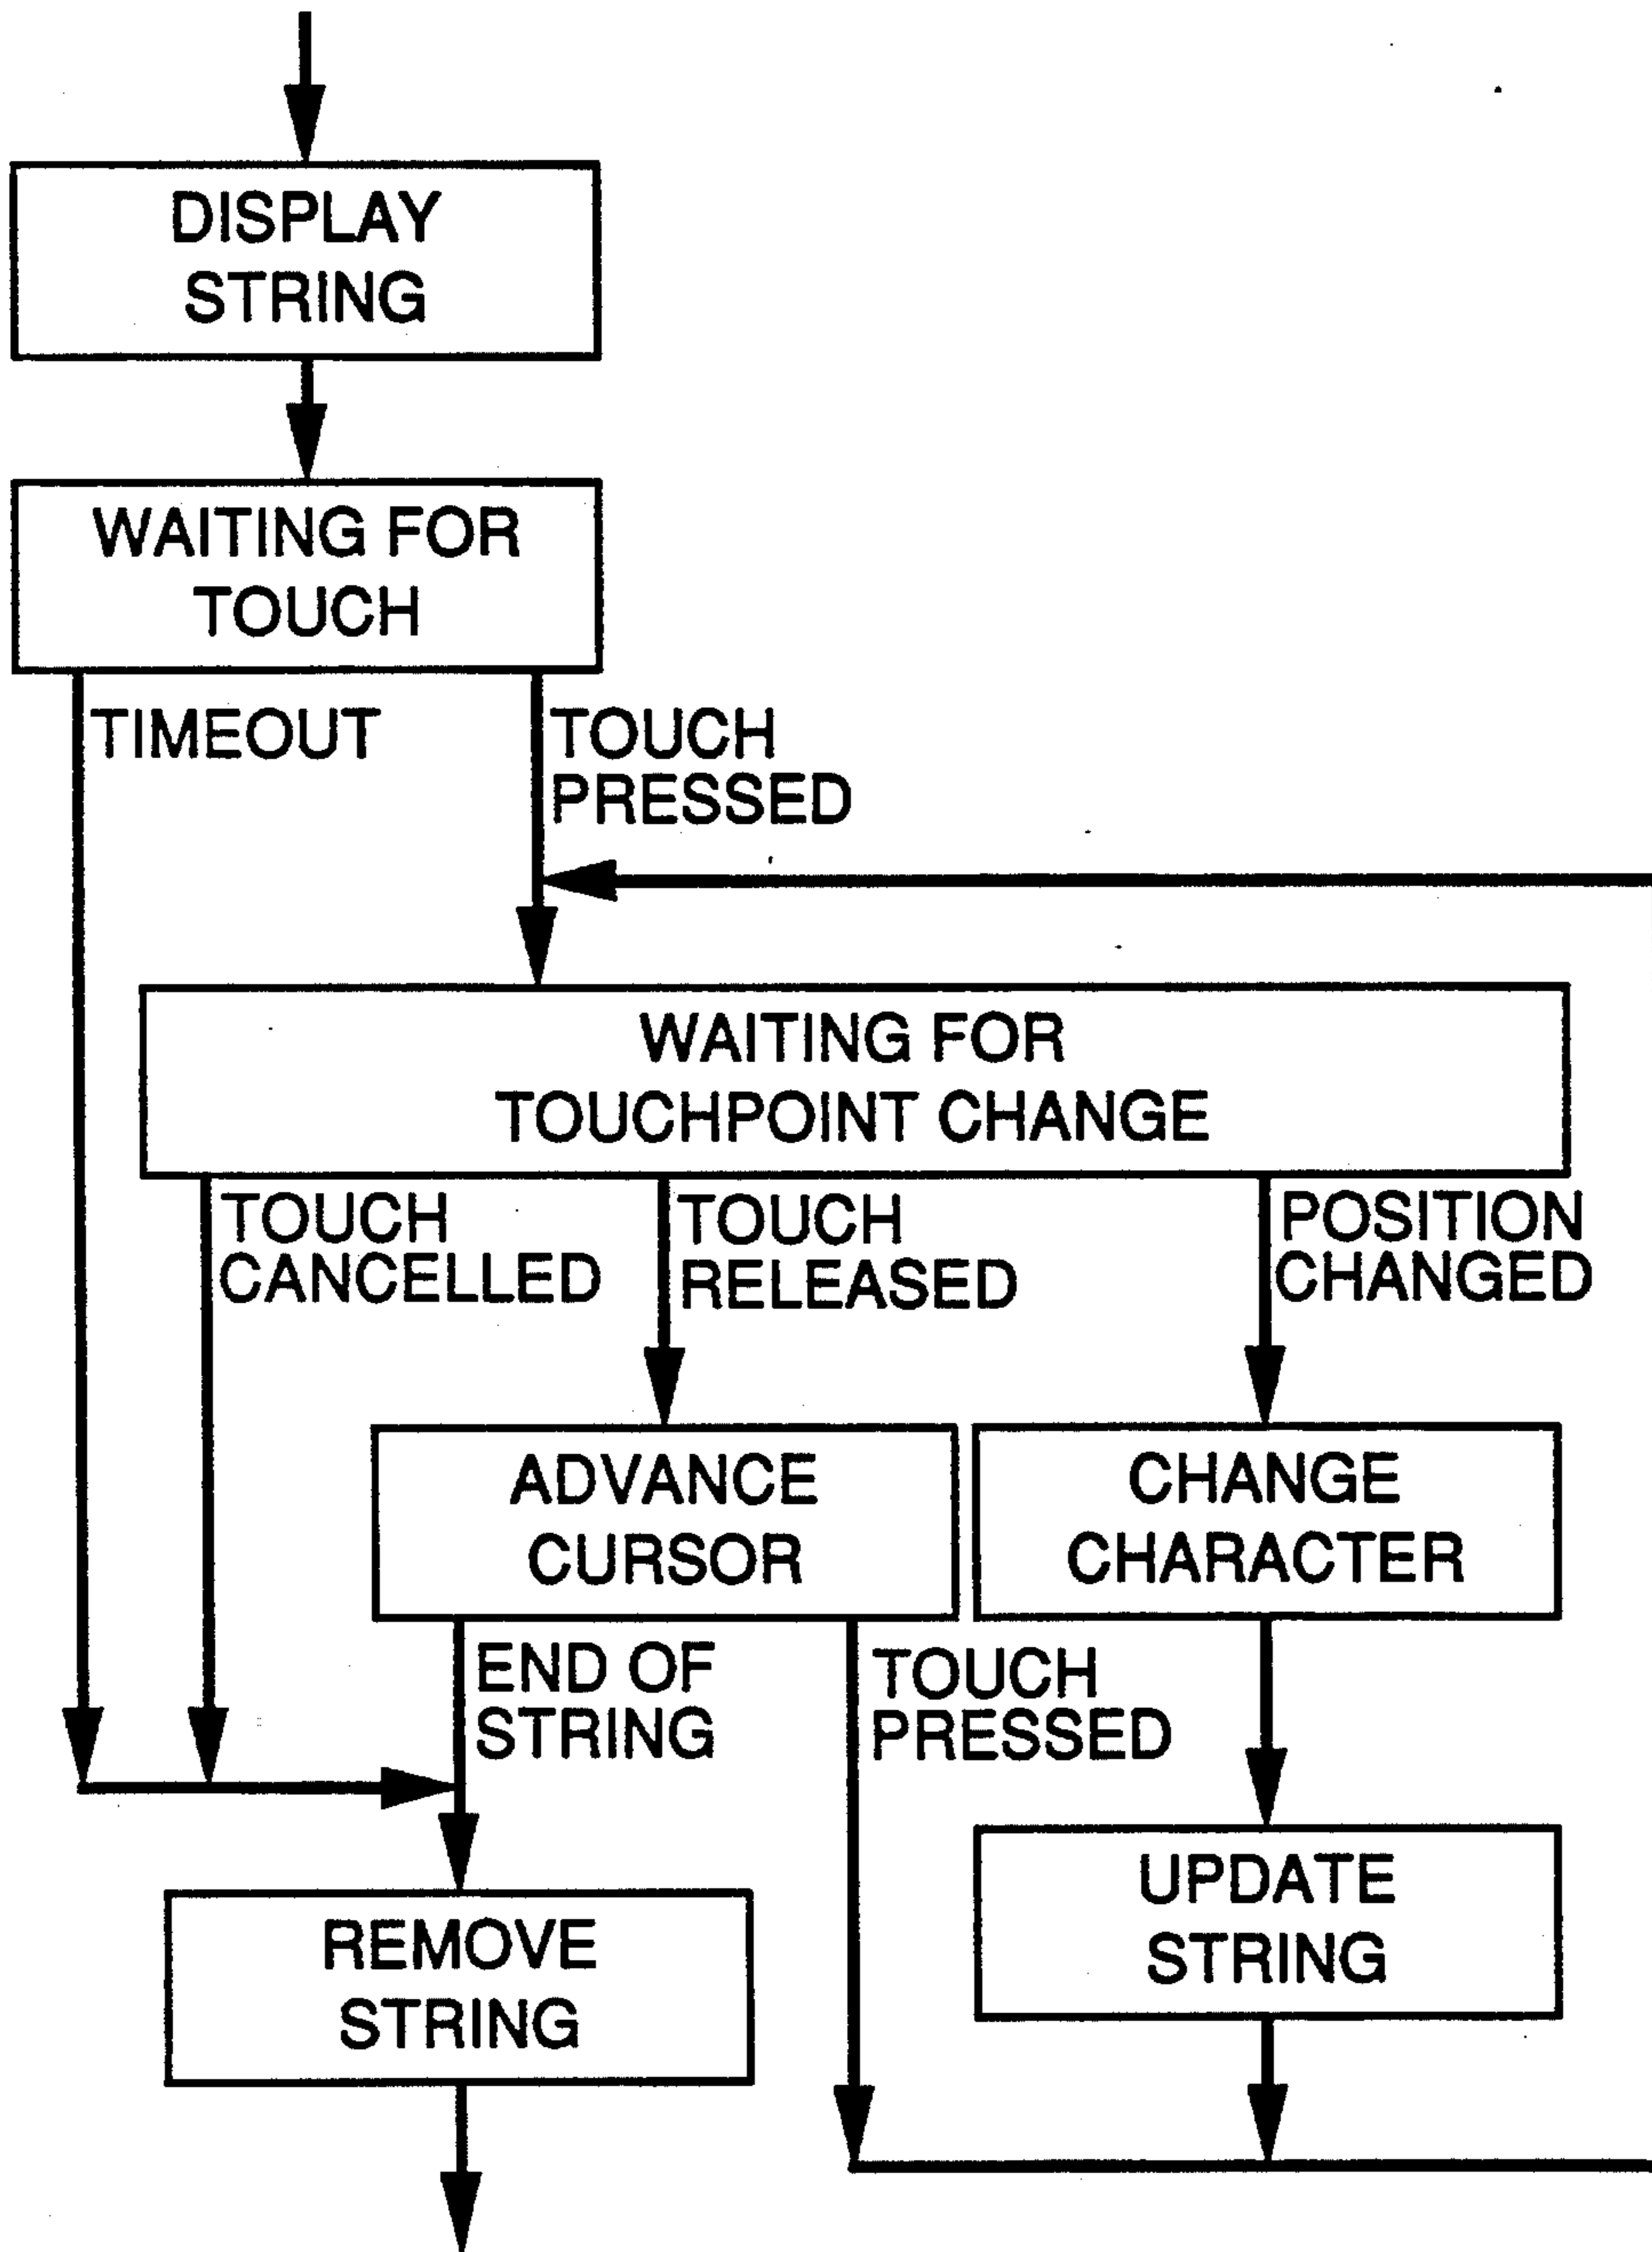 DISPLAY
STRING
WAITING FOR
TOUCH
TIMEOUT
TOUCH
PRESSED
WAITING FOR
TOUCHPOINT CHANGE
TOUCH
CANCELLED
TOUCH
RELEASED
POSITION
CHANGED
ADVANCE
CURSOR
CHANGE
CHARACTER
END OF
STRING
TOUCH
PRESSED
UPDATE
STRING
REMOVE
STRING